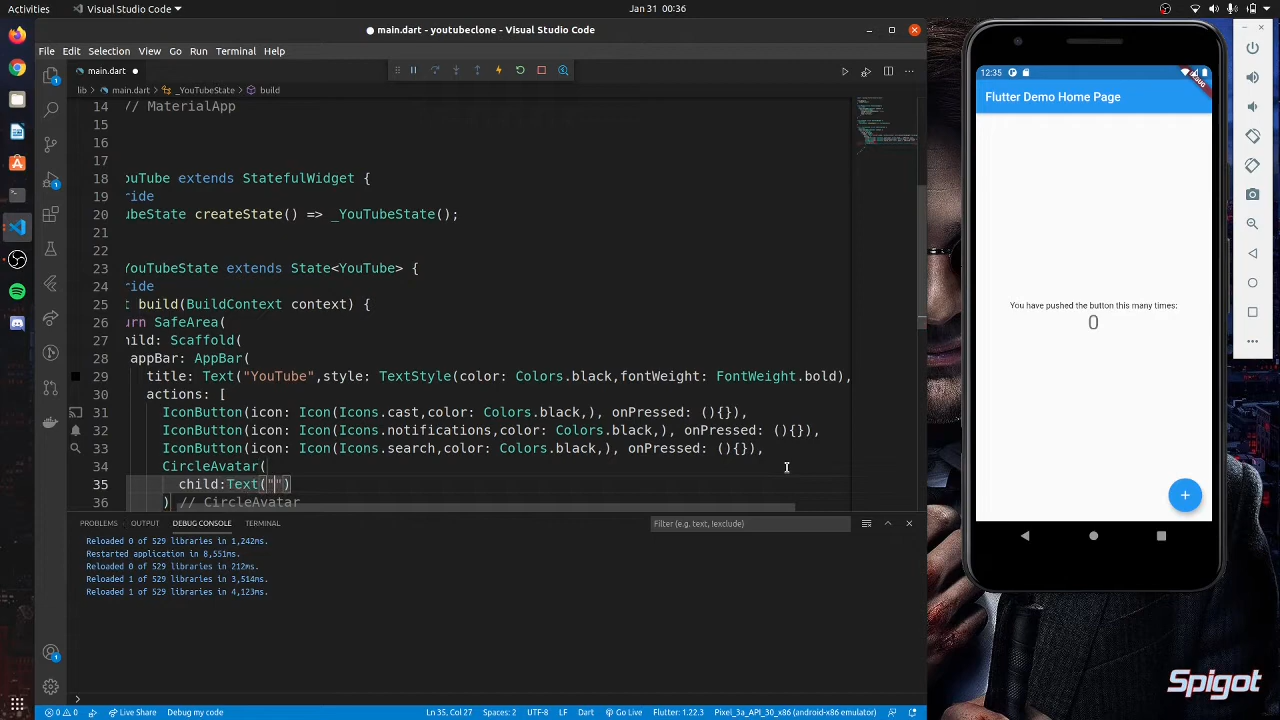 Activities
Visual Studio Code
Jan 31 00:36
main.dart - youtubeclone - Visual Studio Code
File Edit Selection View Go Run Terminal Help
main.dart
lib > main.dart > _YouTubeState > build
14 // MaterialApp
15
16
17
18 ouTube extends StatefulWidget {
19 ride
20 ubeState createState() => _YouTubeState();
21
22
23 YouTubeState extends State<YouTube> {
24 ride
25 t build(BuildContext context) {
26 urn SafeArea(
27 hild: Scaffold(
28 appBar: AppBar(
29 title: Text("YouTube",style: TextStyle(color: Colors.black,fontWeight: FontWeight.bold),
30 actions: [
31 IconButton(icon: Icon(Icons.cast,color: Colors.black,), onPressed: (){}),
32 IconButton(icon: Icon(Icons.notifications,color: Colors.black,), onPressed: (){}),
33 IconButton(icon: Icon(Icons.search,color: Colors.black,), onPressed: (){}),
34 CircleAvatar(
35 child:Text("")
36 ) // CircleAvatar
PROBLEMS OUTPUT DEBUG CONSOLE TERMINAL
Filter (e.g. text, !exclude)
Reloaded 0 of 529 libraries in 1,242ms.
Restarted application in 8,551ms.
Reloaded 0 of 529 libraries in 212ms.
Reloaded 1 of 529 libraries in 3,514ms.
Reloaded 1 of 529 libraries in 4,123ms.
0 0 Live Share Debug my code
Ln 35, Col 27 Spaces: 2 UTF-8 LF Dart Go Live Flutter: 1.22.3 Pixel_3a_API_30_x86 (android-x86 emulator)
12:35
DEBUG
Flutter Demo Home Page
You have pushed the button this many times:
0
Spigot